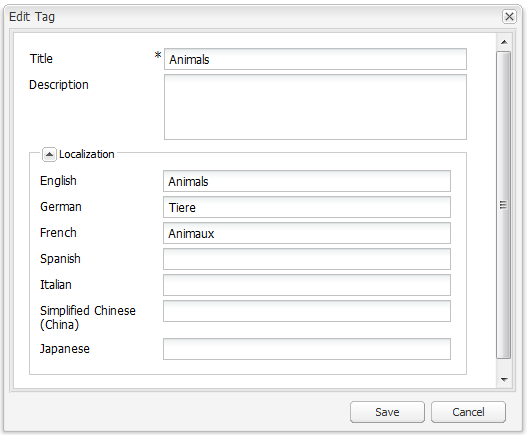 Edit Tag
Title * Animals
Description
Localization
English Animals
German Tiere
French Animaux
Spanish
Italian
Simplified Chinese
(China)
Japanese
Save Cancel